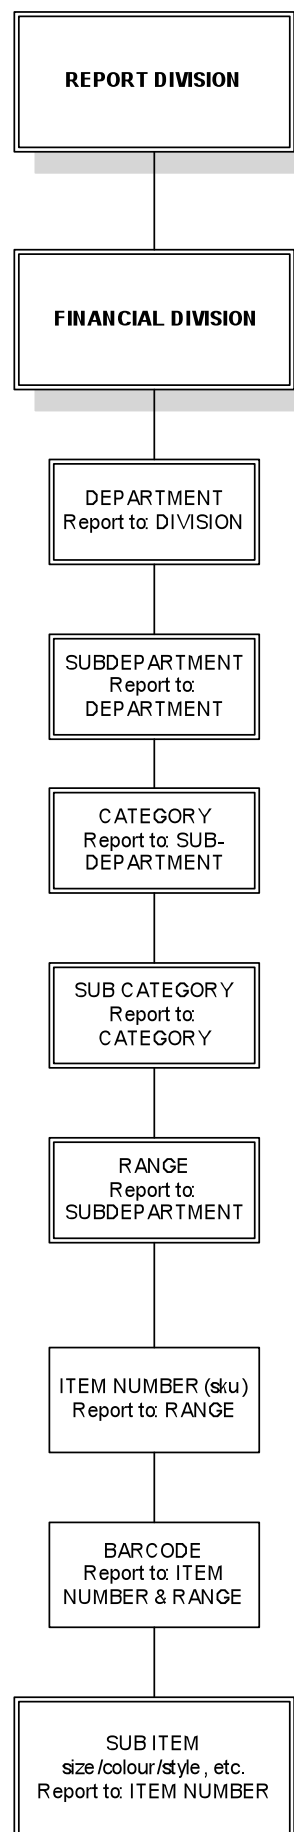 REPORT DIVISION
FINANCIAL DIVISION
DEPARTMENT
Report to: DIVISION
SUBDEPARTMENT
Report to:
DEPARTMENT
CATEGORY
Report to: SUB-
DEPARTMENT
SUB CATEGORY
Report to:
CATEGORY
RANGE
Report to:
SUBDEPARTMENT
ITEM NUMBER (sku)
Report to: RANGE
BARCODE
Report to: ITEM
NUMBER & RANGE
SUB ITEM
size/colour/style, etc.
Report to: ITEM NUMBER